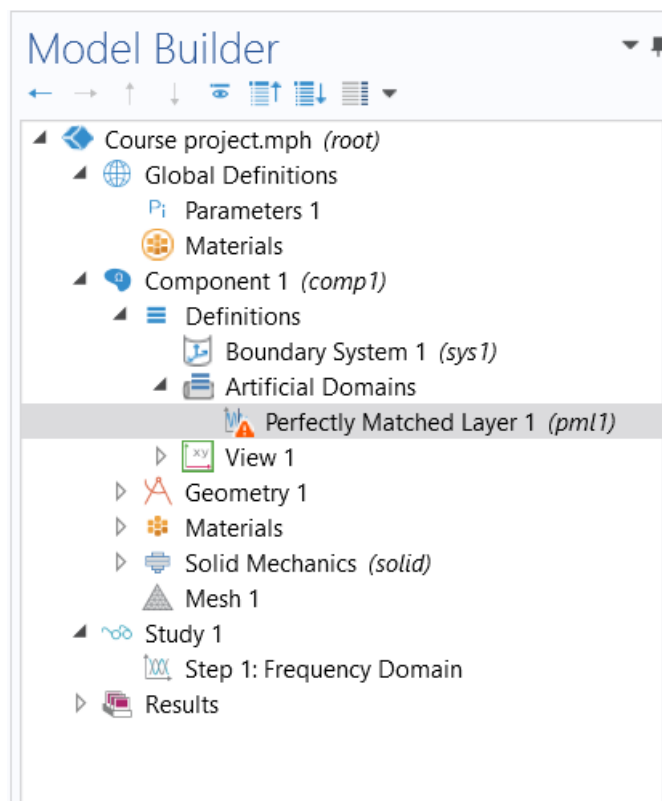 Model Builder
Course project.mph (root)
Global Definitions
Pi Parameters 1
Materials
Component 1 (comp1)
Definitions
Boundary System 1 (sys1)
Artificial Domains
Perfectly Matched Layer 1 (pml1)
xy View 1
Geometry 1
Materials
Solid Mechanics (solid)
Mesh 1
Study 1
Step 1: Frequency Domain
Results